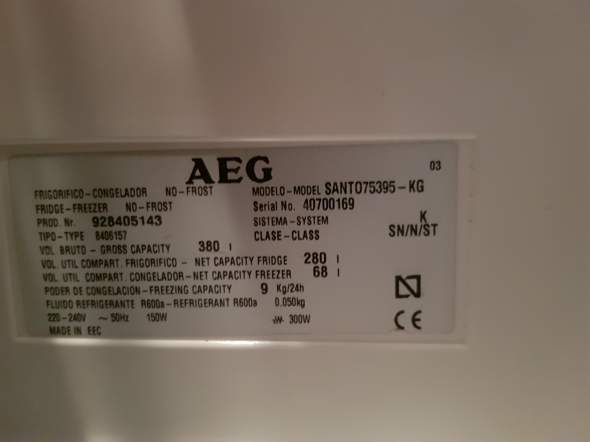 AEG
03
FRIGORIFICO-CONGELADOR NO-FROST
FRIDGE-FREEZER NO-FROST
PROD. Nr. 928405143
TIPO-TYPE 8406157
MODELO-MODEL SANTO75395-KG
Serial No. 40700169
SISTEMA-SYSTEM K
CLASE-CLASS SN/N/ST
VOL BRUTO-GROSS CAPACITY 380 l
VOL. UTIL COMPART. FRIGORIFICO - NET CAPACITY FRIDGE 280 l
VOL. UTIL COMPART. CONGELADOR-NET CAPACITY FREEZER 68 l
PODER DE CONGELACION-FREEZING CAPACITY 9 Kg/24h
FLUIDO REFRIGERANTE R600a-REFRIGERANT R600a 0.050kg
220-240V ~ 50Hz 150W 300W
MADE IN EEC
N
CE